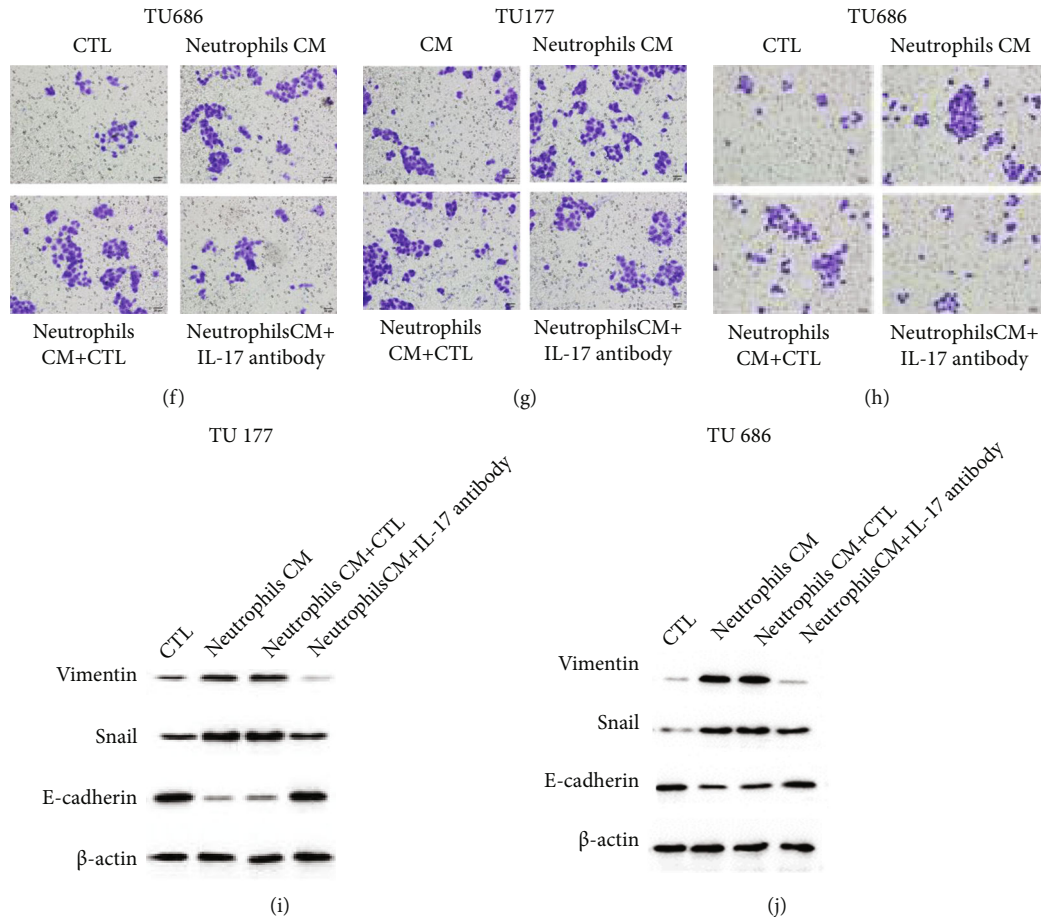 TU686
TU177
TU686
CTL
Neutrophils CM
CM
Neutrophils CM
CTL
Neutrophils CM
Neutrophils
CM+CTL
NeutrophilsCM+
IL-17 antibody
Neutrophils
CM+CTL
NeutrophilsCM+
IL-17 antibody
Neutrophils
CM+CTL
NeutrophilsCM+
IL-17 antibody
(f)
(g)
(h)
TU 177
CTL
Neutrophils CM
Neutrophils CM+CTL
NeutrophilsCM+IL-17 antibody
Vimentin
Snail
E-cadherin
β-actin
(i)
TU 686
CTL
Neutrophils CM
Neutrophils CM+CTL
NeutrophilsCM+IL-17 antibody
Vimentin
Snail
E-cadherin
β-actin
(j)